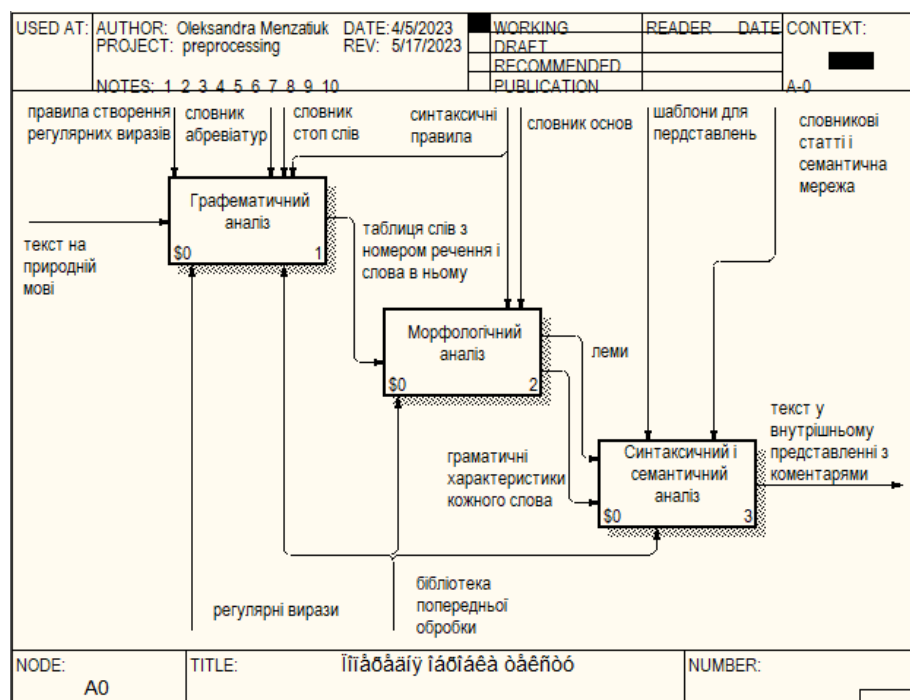 USED AT: AUTHOR: Oleksandra Menzatiuk DATE: 4/5/2023 WORKING READER DATE CONTEXT:
PROJECT: preprocessing REV: 5/17/2023 DRAFT
RECOMMENDED
NOTES: 1 2 3 4 5 6 7 8 9 10 PUBLICATION A-0
правила створення
регулярних виразів
словник
абревіатур
словник
стоп слів
синтаксичні
правила
словник основ
шаблони для
пердставлень
словникові
статті і
семантична
мережа
Графематичний
аналіз
$0 1
текст на
природній
мові
таблиця слів з
номером речення і
слова в ньому
Морфологічний
аналіз
$0 2
леми
граматичні
характеристики
кожного слова
Синтаксичний і
семантичний
аналіз
$0 3
текст у
внутрішньому
представленні з
коментарями
регулярні вирази
бібліотека
попередньої
обробки
NODE: TITLE: Ïîïåðåäíÿ îáðîáêà òåêñòó NUMBER:
A0